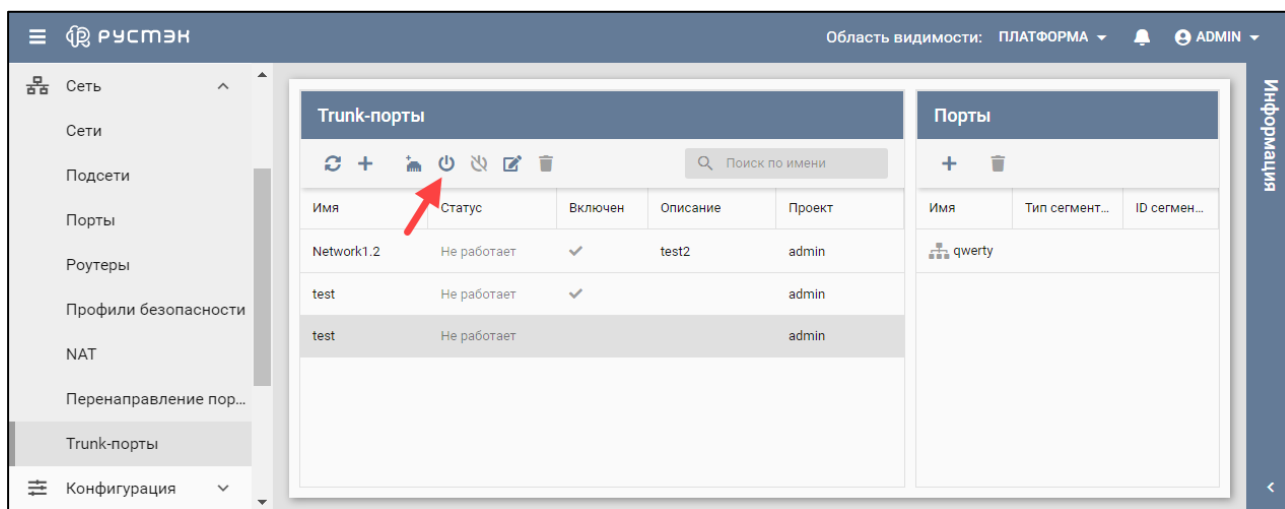 РУСТЭК
Область видимости: ПЛАТФОРМА ADMIN
Сеть
Сети
Подсети
Порты
Роутеры
Профили безопасности
NAT
Перенаправление пор...
Trunk-порты
Конфигурация
Trunk-порты
Поиск по имени
Имя Статус Включен Описание Проект
Network1.2 Не работает test2 admin
test Не работает admin
test Не работает admin
Порты
Имя Тип сегмент... ID сегмен...
qwerty
Информация